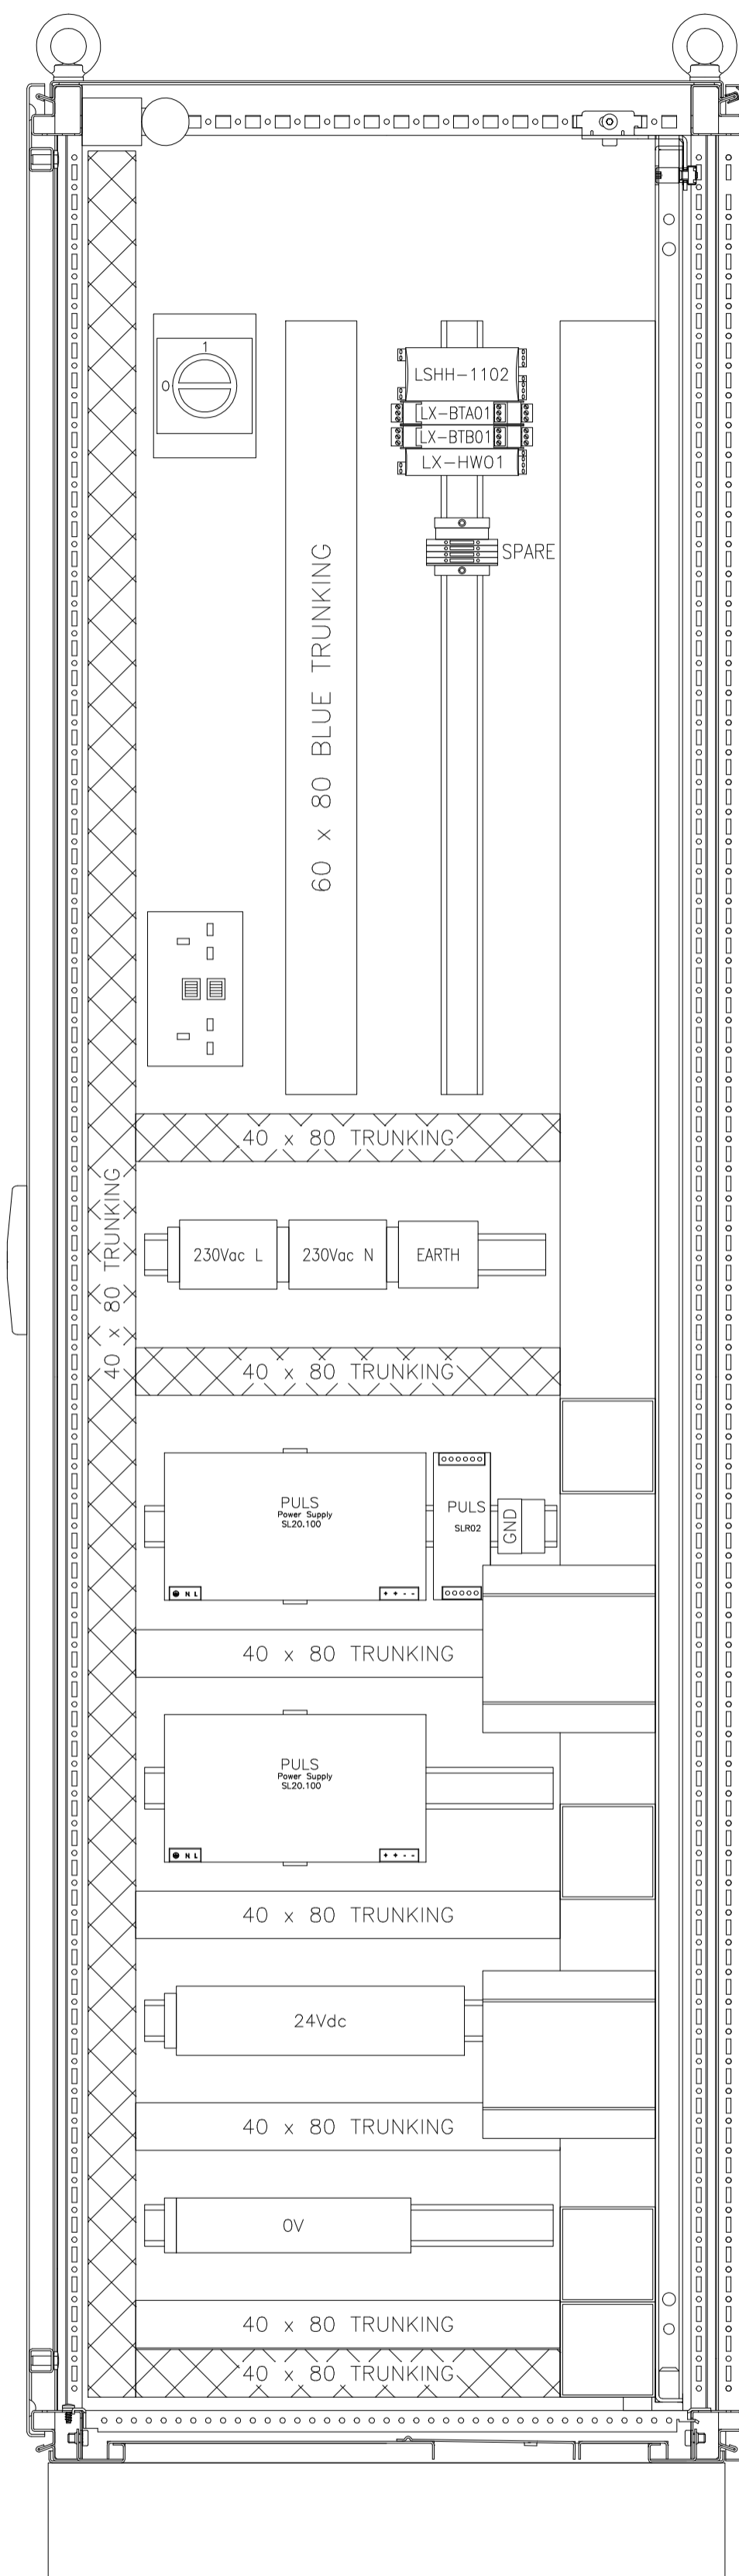 1
0
LSHH-1102
LX-BTA01
LX-BTB01
LX-HW01
SPARE
60 x 80 BLUE TRUNKING
40 x 80 TRUNKING
40 x 80 TRUNKING
230Vac L
230Vac N
EARTH
40 x 80 TRUNKING
PULS
Power Supply
SL20.100
N L
+ + - -
PULS
SLR02
GND
40 x 80 TRUNKING
PULS
Power Supply
SL20.100
N L
+ + - -
40 x 80 TRUNKING
24Vdc
40 x 80 TRUNKING
0V
40 x 80 TRUNKING
40 x 80 TRUNKING